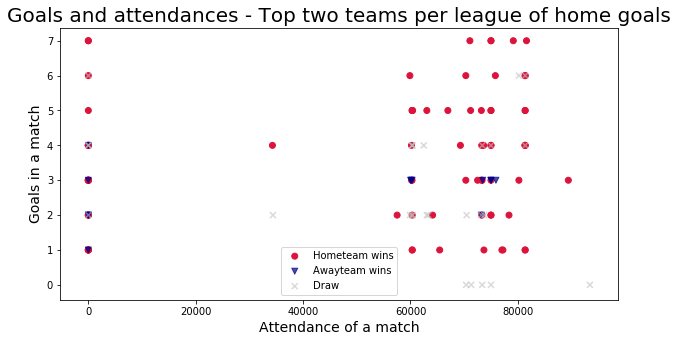 Goals and attendances - Top two teams per league of home goals
Goals in a match
7
6
5
4
3
2
1
0
Hometeam wins
Awayteam wins
Draw
0 20000 40000 60000 80000
Attendance of a match